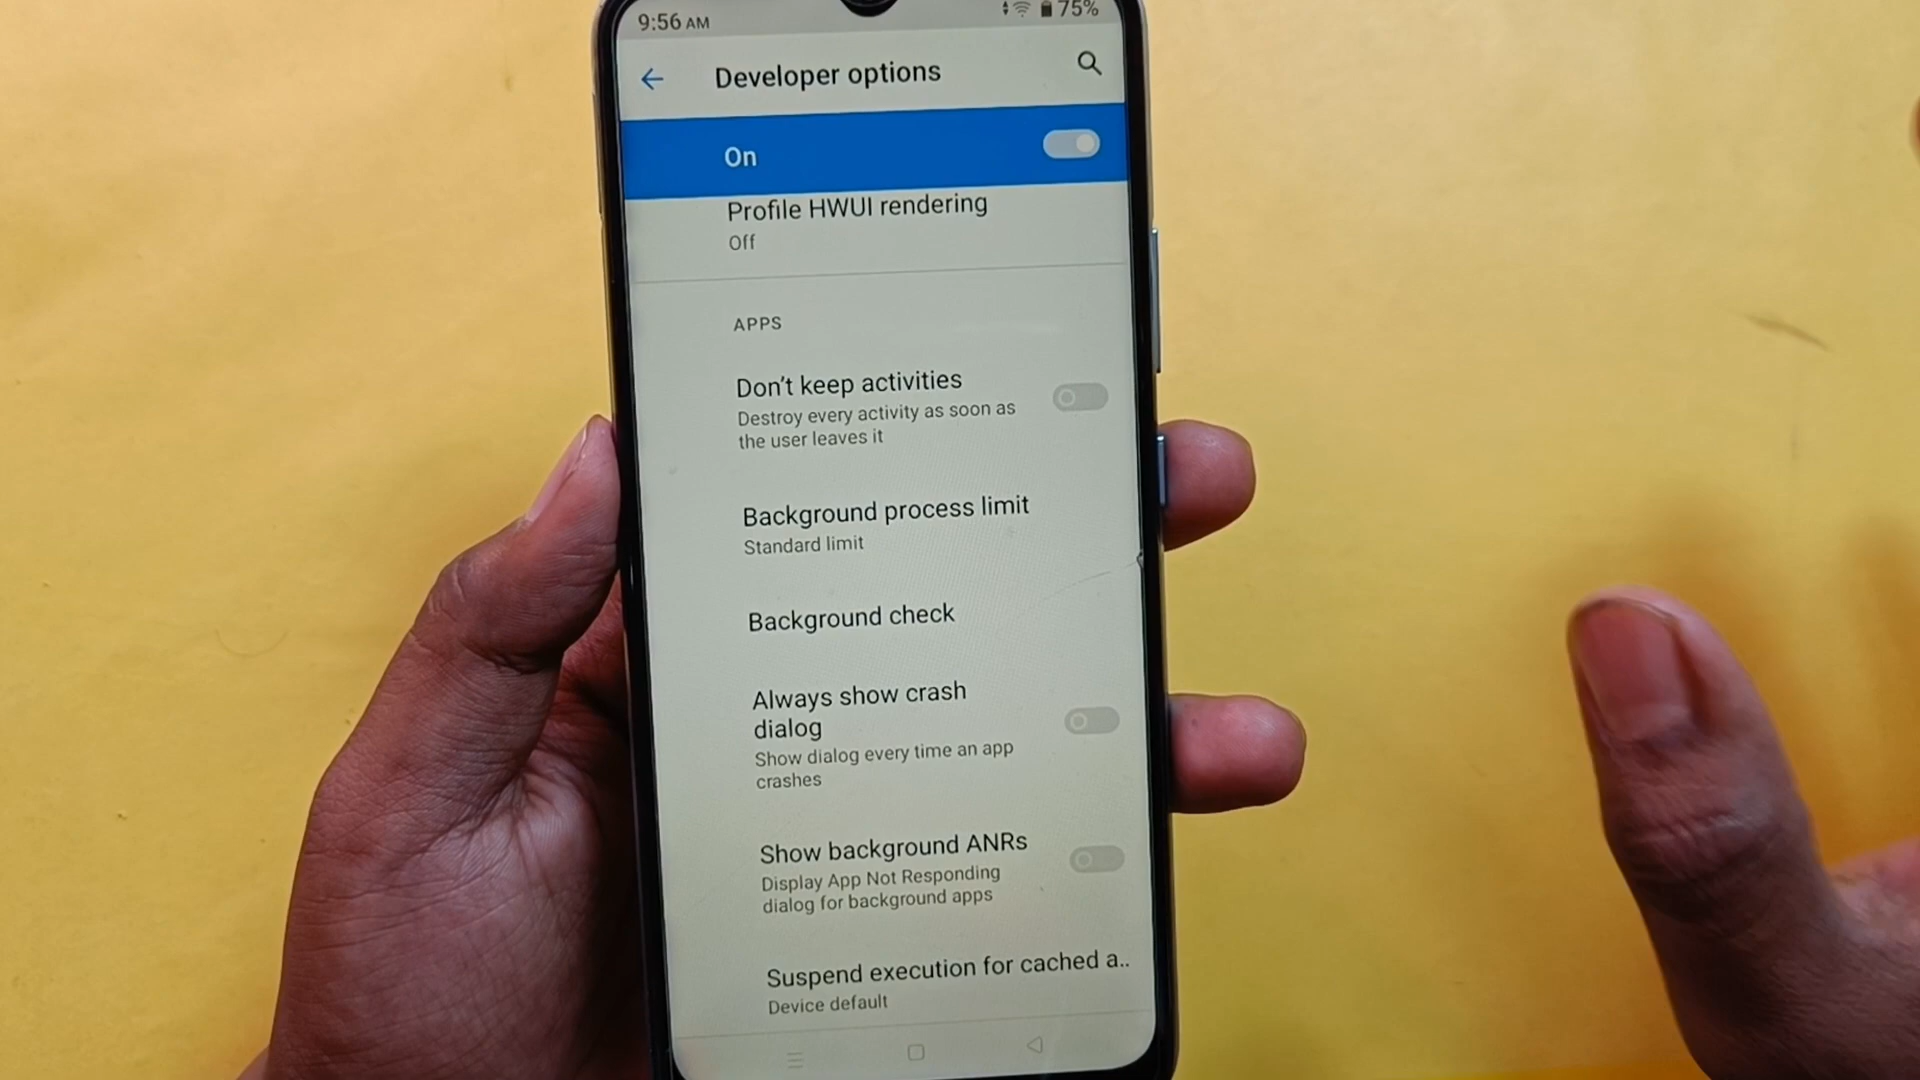 9:56 AM 75%
Developer options
On
Profile HWUI rendering
Off
APPS
Don't keep activities
Destroy every activity as soon as
the user leaves it
Background process limit
Standard limit
Background check
Always show crash
dialog
Show dialog every time an app
crashes
Show background ANRs
Display App Not Responding
dialog for background apps
Suspend execution for cached a..
Device default